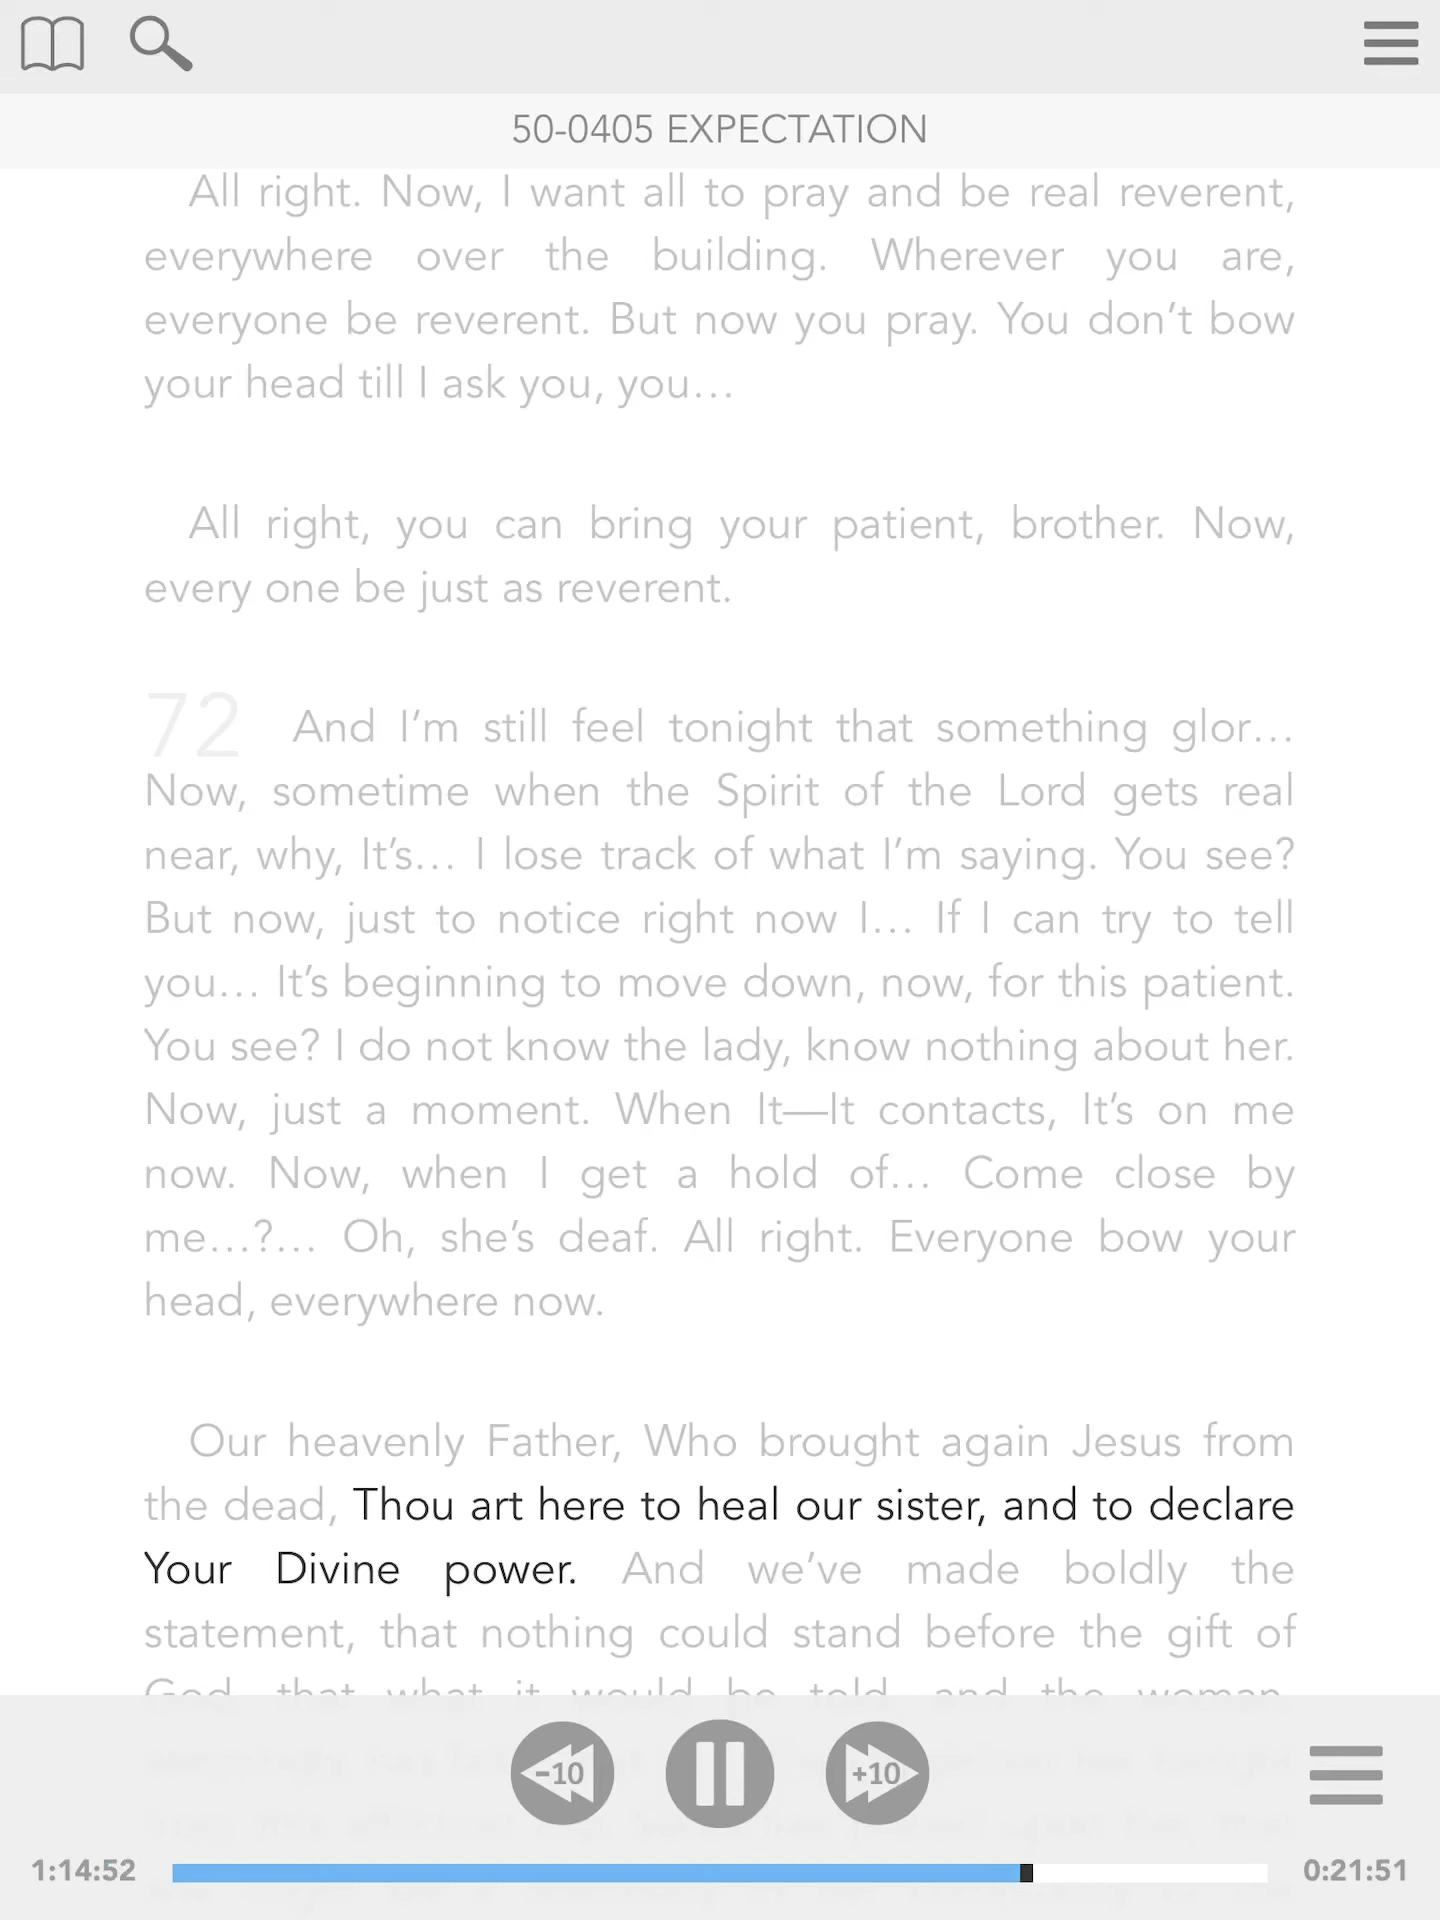 50-0405 EXPECTATION
All right. Now, I want all to pray and be real reverent,
everywhere over the building. Wherever you are,
everyone be reverent. But now you pray. You don’t bow
your head till I ask you, you…
All right, you can bring your patient, brother. Now,
every one be just as reverent.
72 And I’m still feel tonight that something glor…
Now, sometime when the Spirit of the Lord gets real
near, why, It’s… I lose track of what I’m saying. You see?
But now, just to notice right now I… If I can try to tell
you… It’s beginning to move down, now, for this patient.
You see? I do not know the lady, know nothing about her.
Now, just a moment. When It—It contacts, It’s on me
now. Now, when I get a hold of… Come close by
me…?… Oh, she’s deaf. All right. Everyone bow your
head, everywhere now.
Our heavenly Father, Who brought again Jesus from
the dead, Thou art here to heal our sister, and to declare
Your Divine power. And we’ve made boldly the
statement, that nothing could stand before the gift of
God, that what it would be told, and the woman,
-10 +10
1:14:52 0:21:51